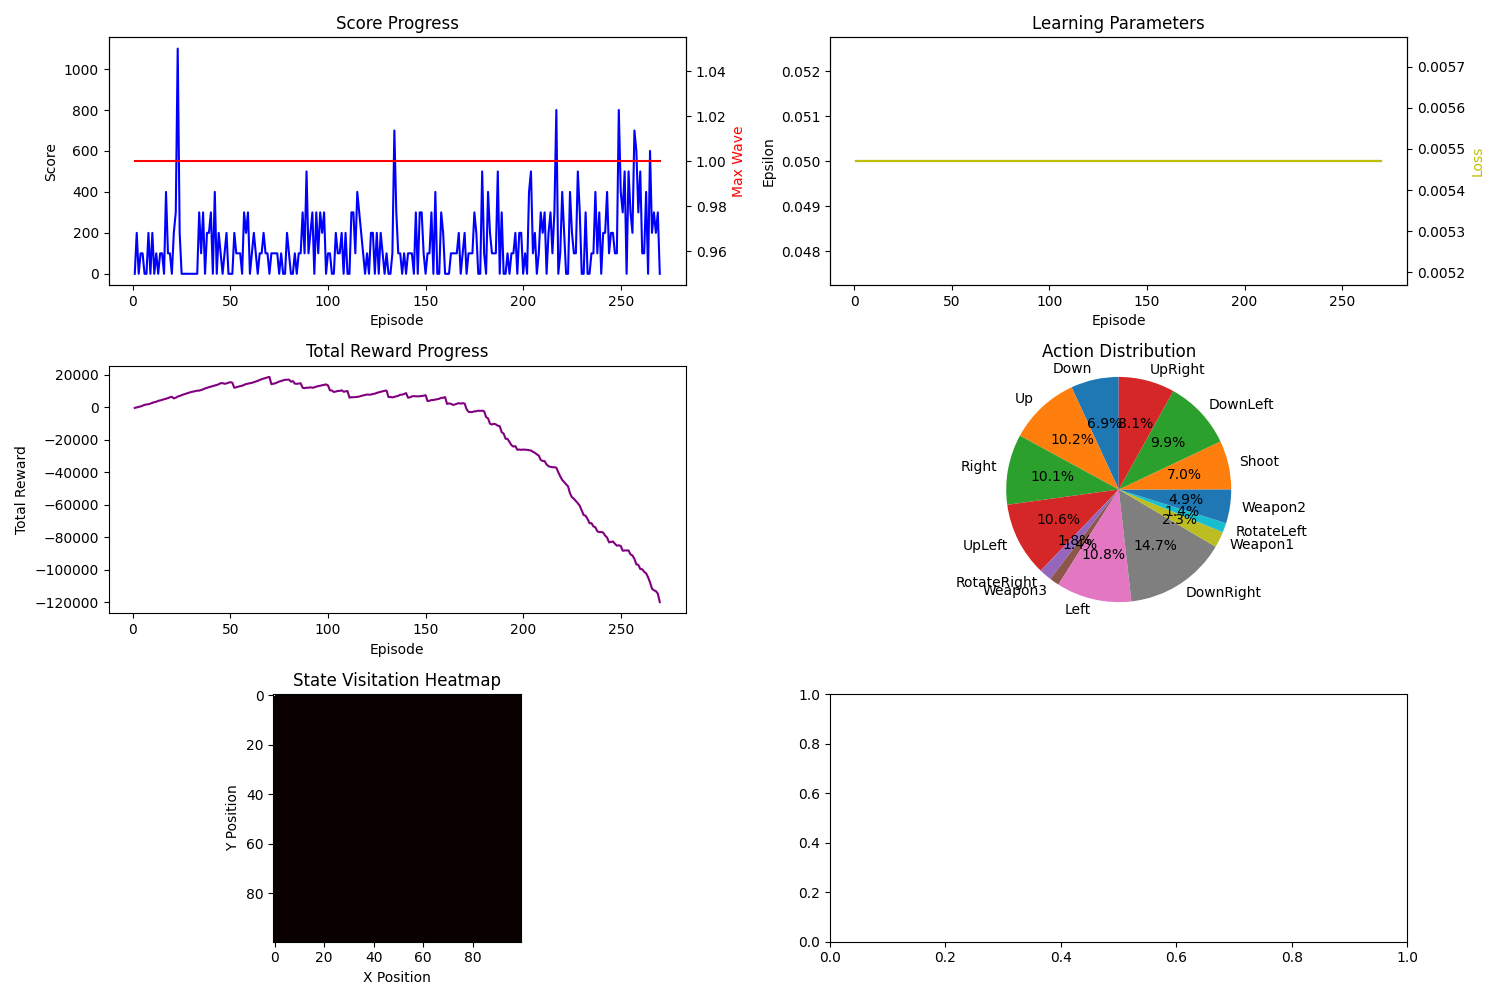 Score Progress
1000
800
600
400
200
0
Score
1.04
1.02
1.00
0.98
0.96
Max Wave
0 50 100 150 200 250
Episode
Learning Parameters
0.052
0.051
0.050
0.049
0.048
Epsilon
0.0057
0.0056
0.0055
0.0054
0.0053
0.0052
Loss
0 50 100 150 200 250
Episode
Total Reward Progress
20000
0
−20000
−40000
−60000
−80000
−100000
−120000
Total Reward
0 50 100 150 200 250
Episode
Action Distribution
Down
6.9%
UpRight
8.1%
Up
10.2%
DownLeft
9.9%
Right
10.1%
Shoot
7.0%
UpLeft
10.6%
Weapon2
4.9%
RotateLeft
1.4%
Weapon1
2.3%
RotateRight
1.8%
Weapon3
1.4%
Left
10.8%
DownRight
14.7%
State Visitation Heatmap
0
20
40
60
80
Y Position
0 20 40 60 80
X Position
1.0
0.8
0.6
0.4
0.2
0.0
0.0 0.2 0.4 0.6 0.8 1.0